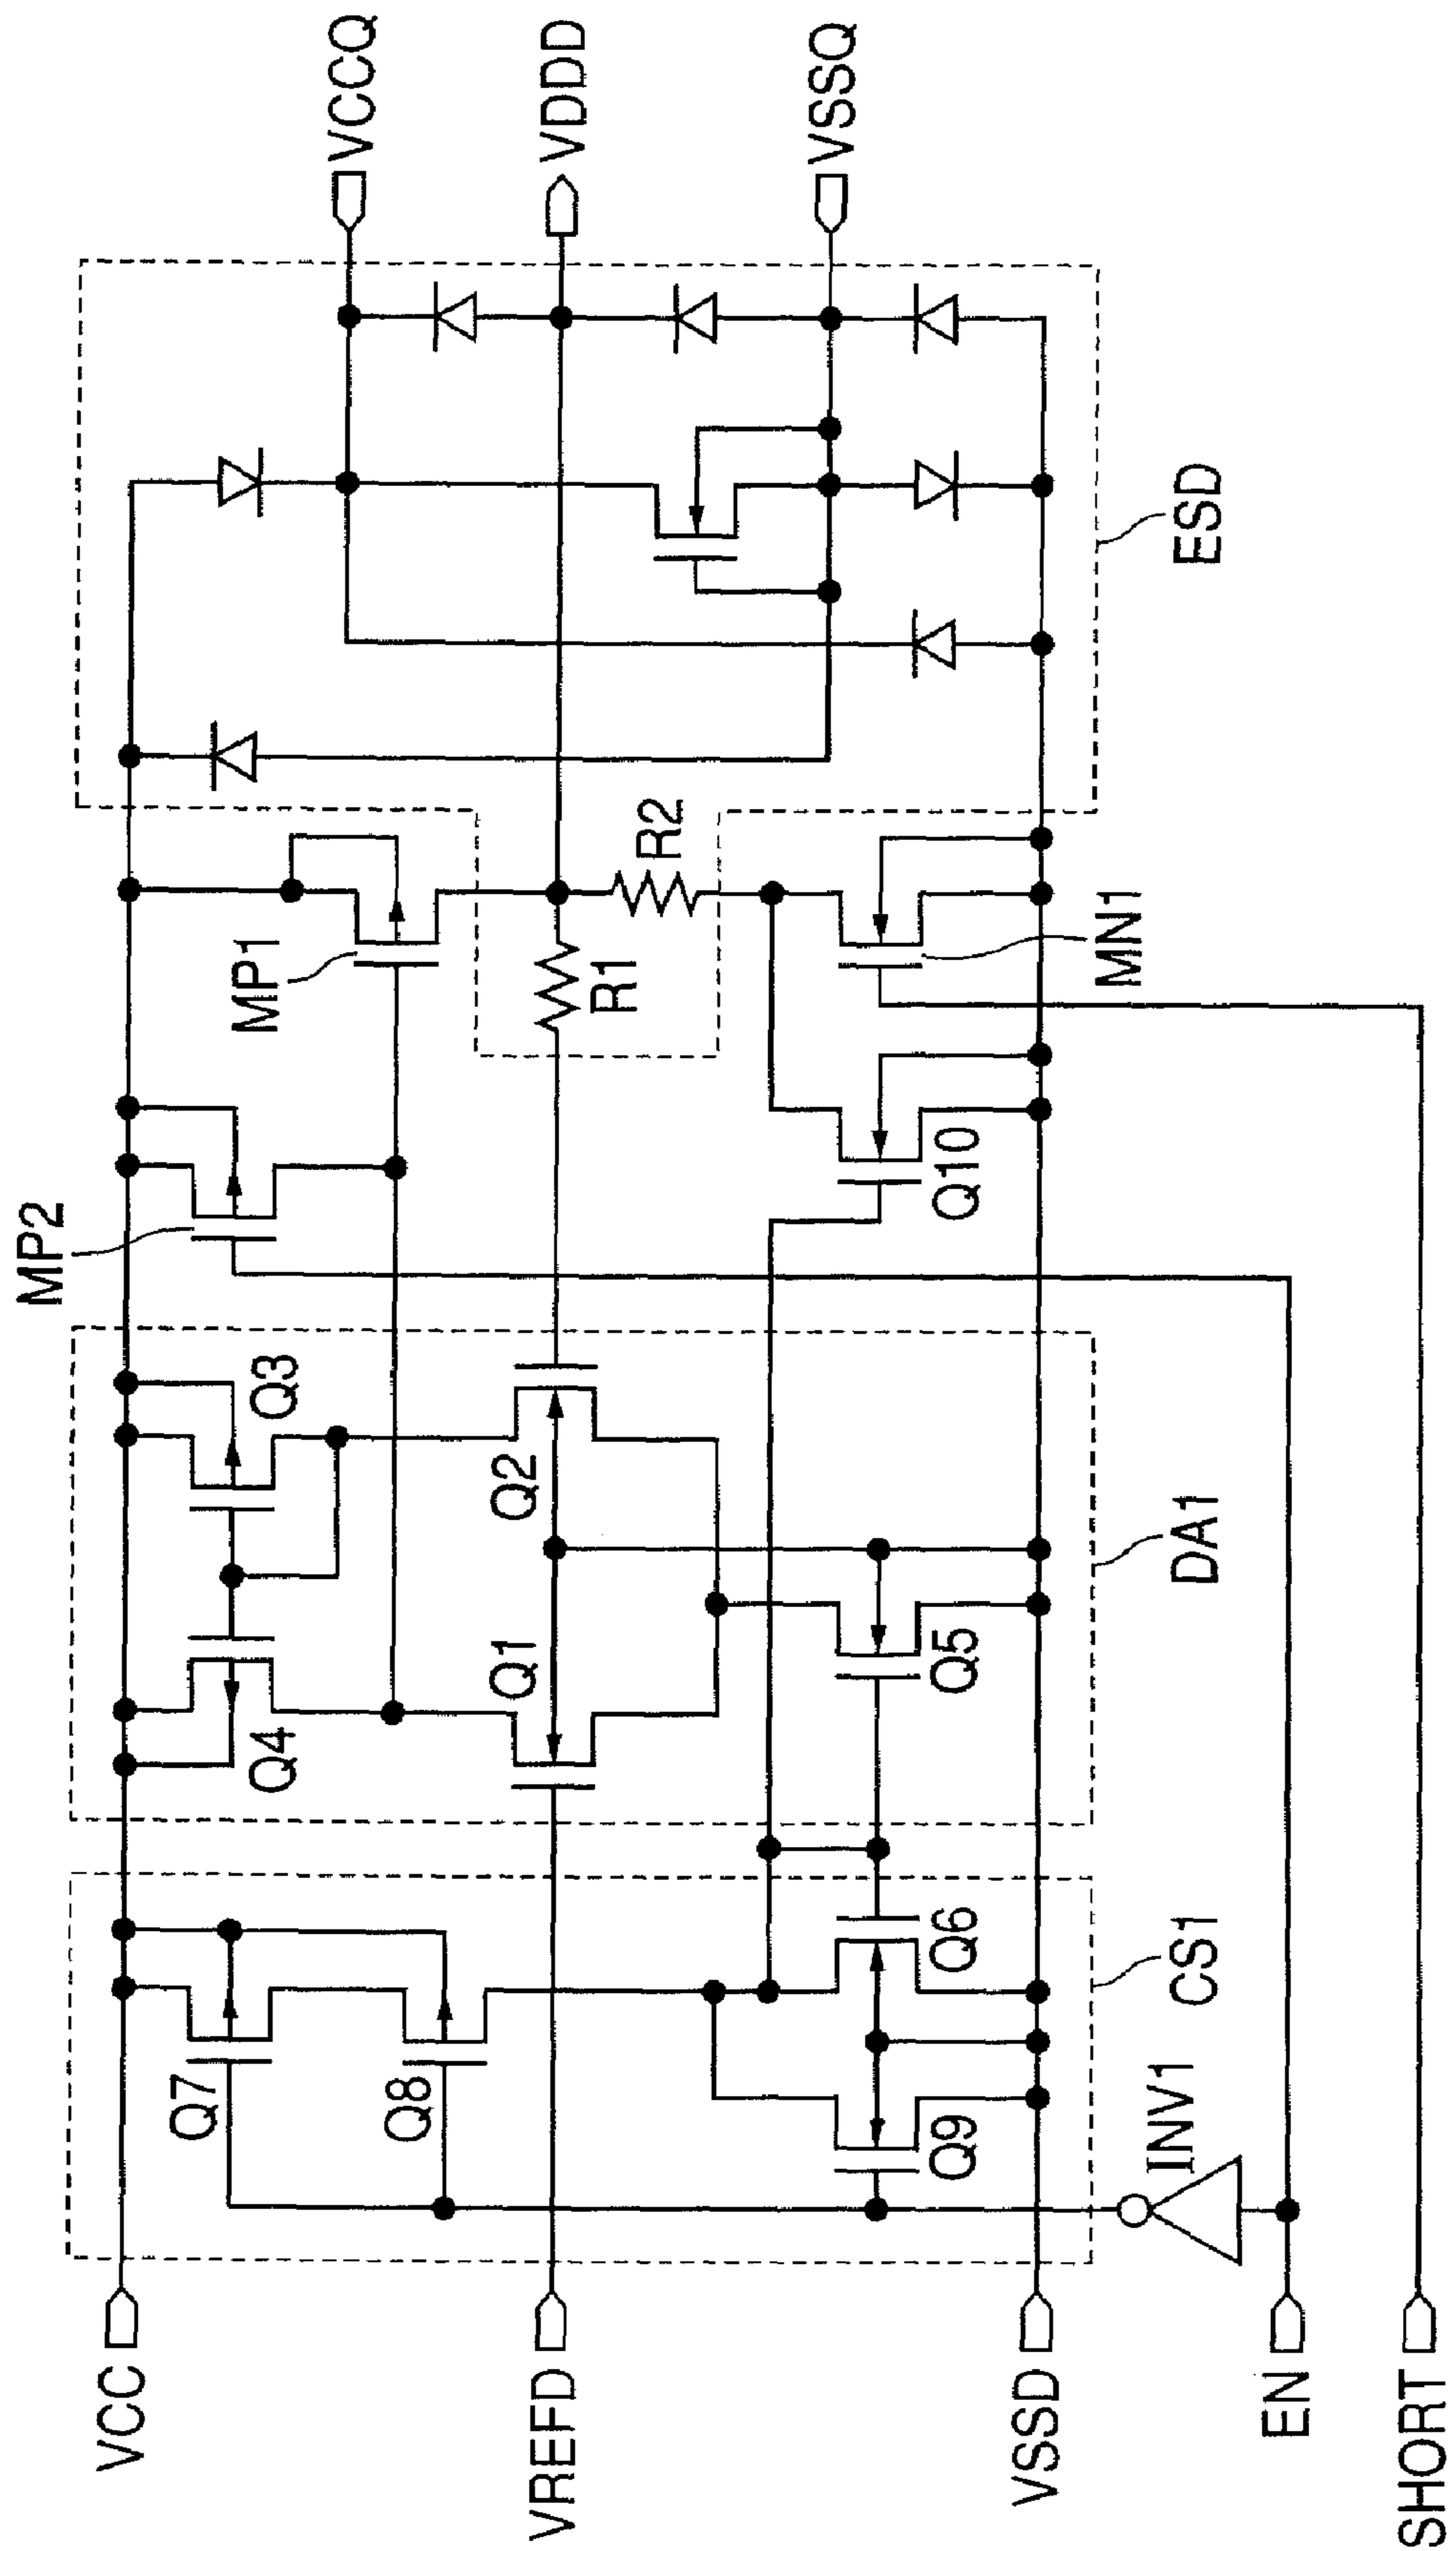 VCC
VREFD
VSSD
EN
SHORT
Q7
Q8
Q9
Q6
INV1
CS1
Q4
Q3
Q1
Q2
Q5
DA1
MP2
MP1
R1
R2
Q10
MN1
ESD
VCCQ
VDDD
VSSQ